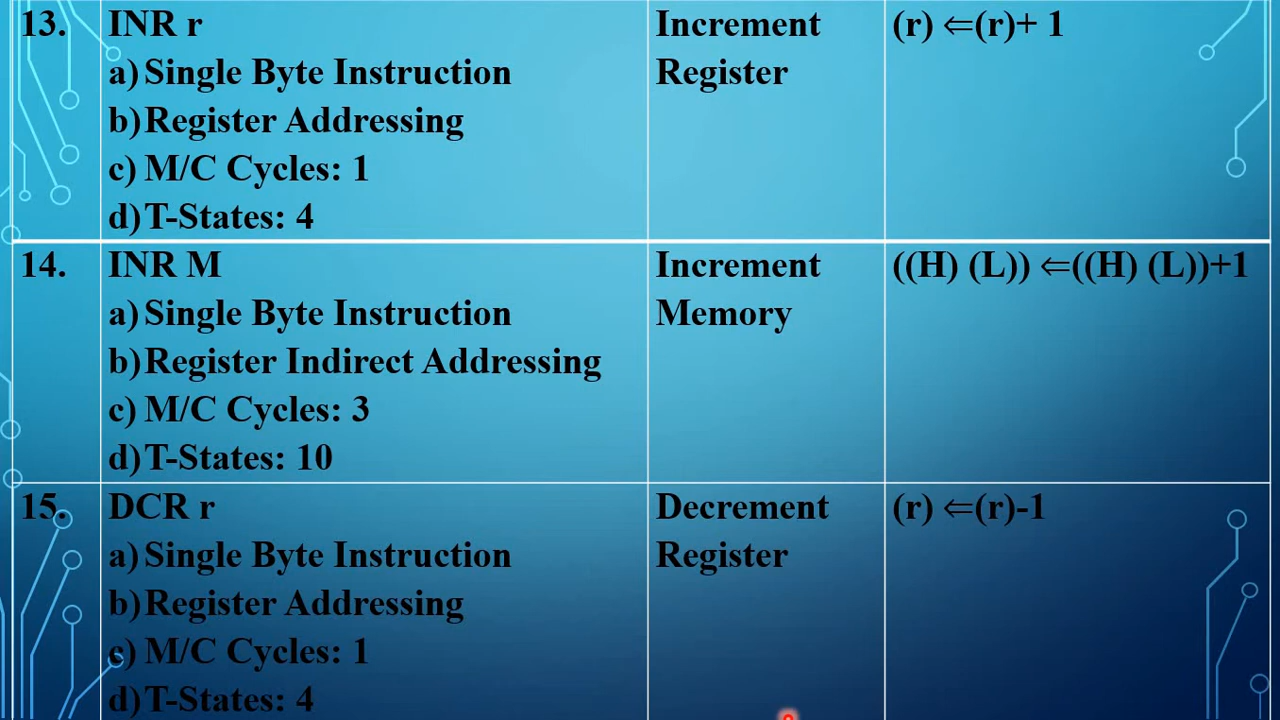 13. INR r Increment (r) ⇐(r)+ 1
a) Single Byte Instruction Register
b) Register Addressing
c) M/C Cycles: 1
d) T-States: 4
14. INR M Increment ((H) (L)) ⇐((H) (L))+1
a) Single Byte Instruction Memory
b) Register Indirect Addressing
c) M/C Cycles: 3
d) T-States: 10
15. DCR r Decrement (r) ⇐(r)-1
a) Single Byte Instruction Register
b) Register Addressing
c) M/C Cycles: 1
d) T-States: 4